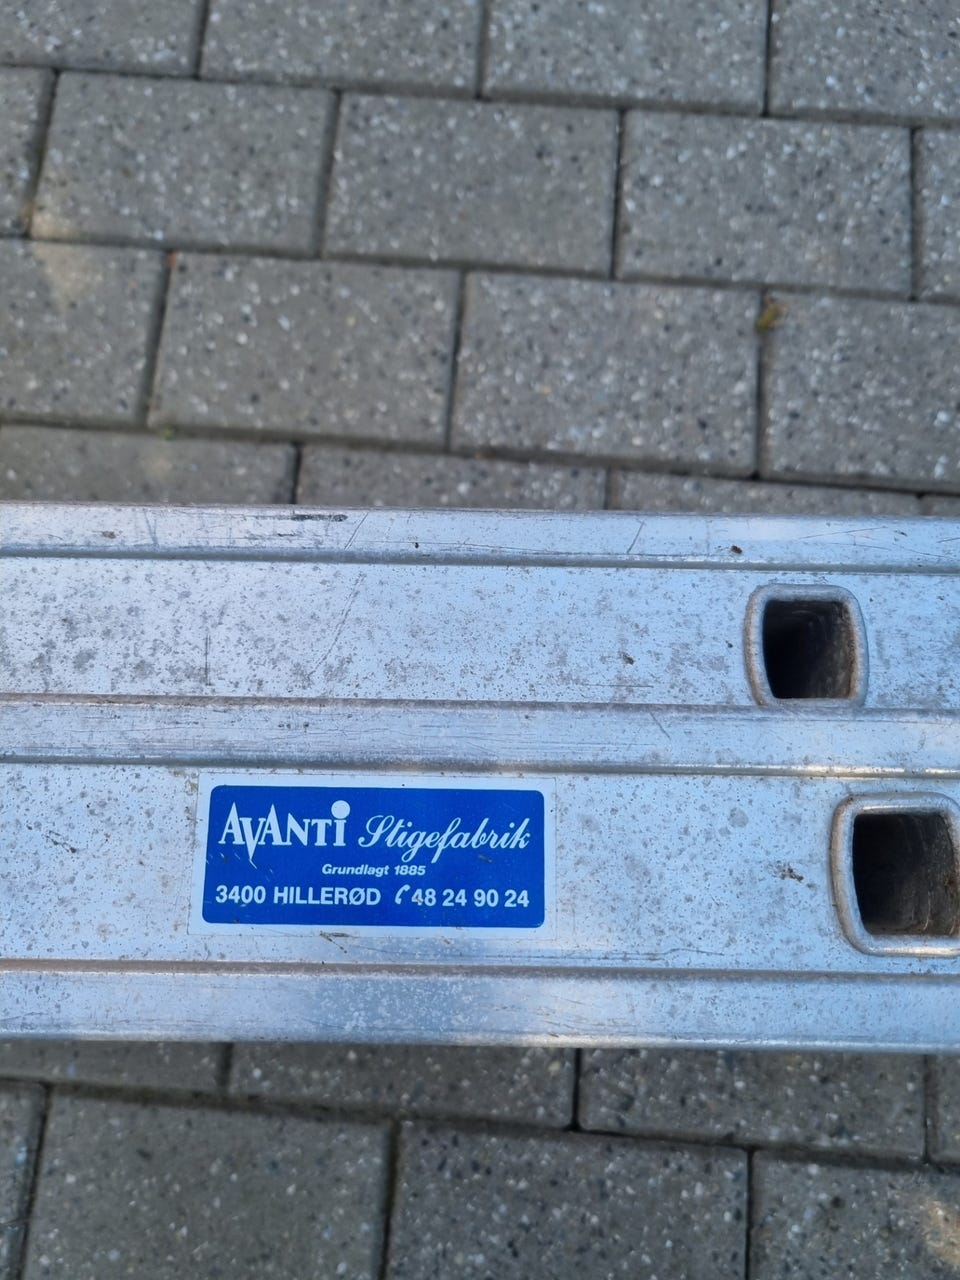 AVANTi Stigefabrik
Grundlagt 1885
3400 HILLERØD 48 24 90 24